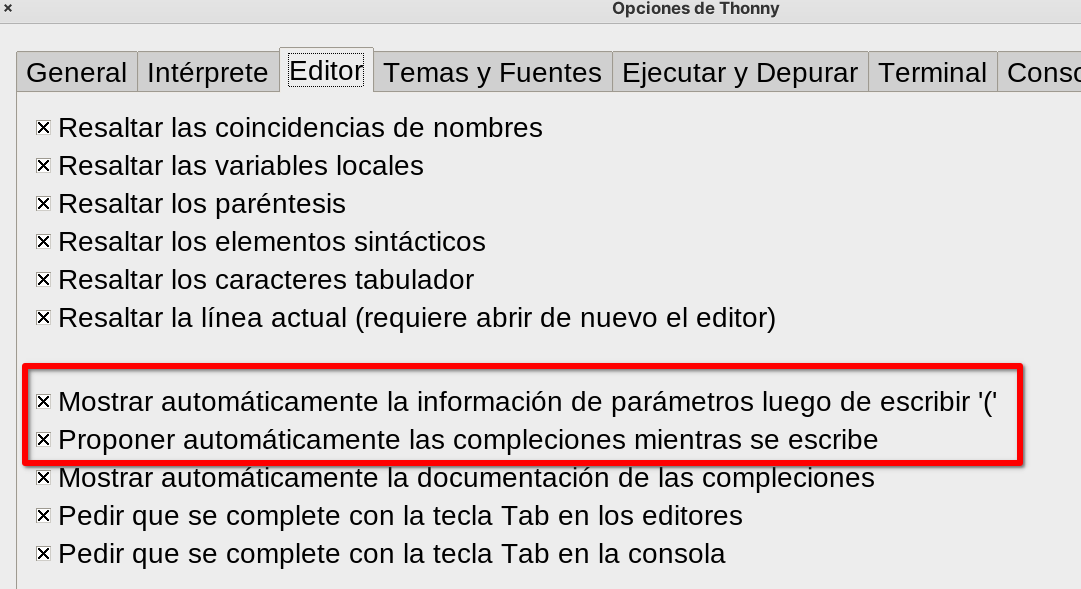 Opciones de Thonny
General Intérprete Editor Temas y Fuentes Ejecutar y Depurar Terminal
Resaltar las coincidencias de nombres
Resaltar las variables locales
Resaltar los paréntesis
Resaltar los elementos sintácticos
Resaltar los caracteres tabulador
Resaltar la línea actual (requiere abrir de nuevo el editor)
Mostrar automáticamente la información de parámetros luego de escribir '('
Proponer automáticamente las compleciones mientras se escribe
Mostrar automáticamente la documentación de las compleciones
Pedir que se complete con la tecla Tab en los editores
Pedir que se complete con la tecla Tab en la consola